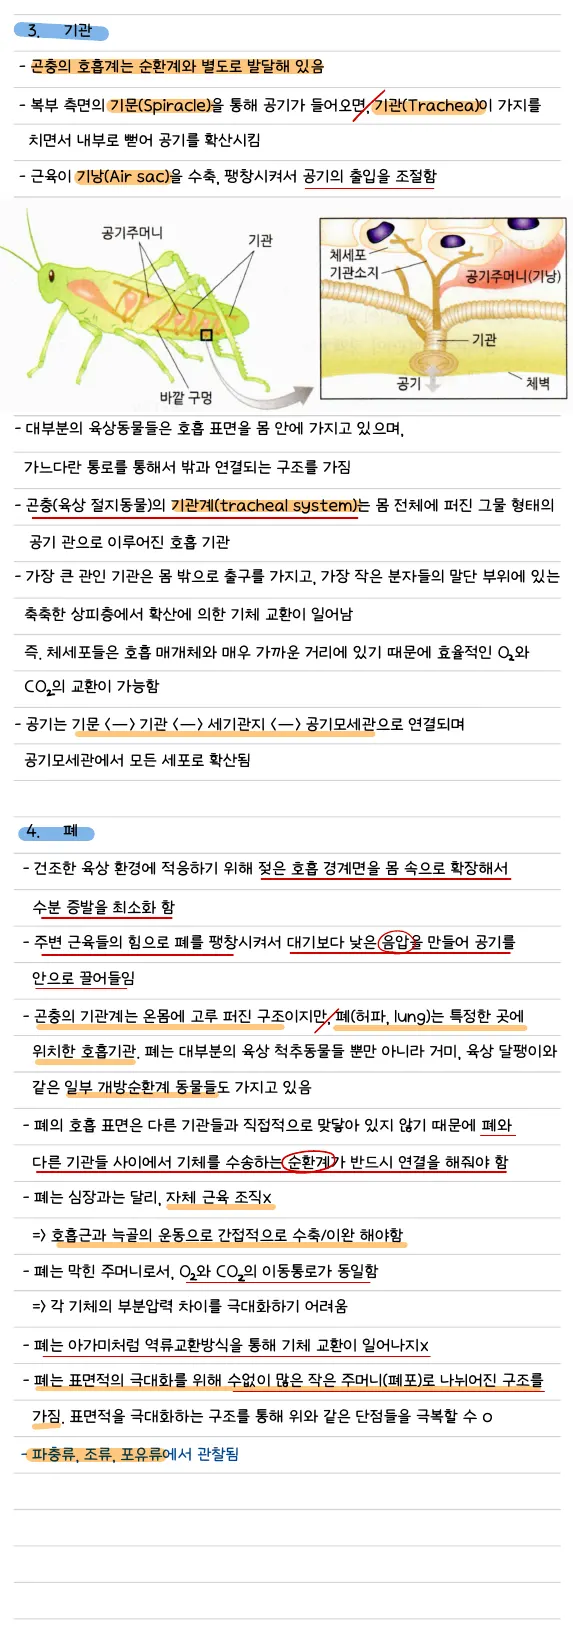 3. 기관
- 곤충의 호흡계는 순환계와 별도로 발달해 있음
- 복부 측면의 기문(Spiracle)을 통해 공기가 들어오면, 기관(Trachea)이 가지를
치면서 내부로 뻗어 공기를 확산시킴
- 근육이 기낭(Air sac)을 수축, 팽창시켜서 공기의 출입을 조절함
공기주머니
기관
바깥 구멍
체세포
기관소지
공기주머니(기낭)
기관
공기
체벽
- 대부분의 육상동물들은 호흡 표면을 몸 안에 가지고 있으며,
가느다란 통로를 통해서 밖과 연결되는 구조를 가짐
- 곤충(육상 절지동물)의 기관계(tracheal system)는 몸 전체에 퍼진 그물 형태의
공기 관으로 이루어진 호흡 기관
- 가장 큰 관인 기관은 몸 밖으로 출구를 가지고, 가장 작은 분자들의 말단 부위에 있는
축축한 상피층에서 확산에 의한 기체 교환이 일어남
즉. 체세포들은 호흡 매개체와 매우 가까운 거리에 있기 때문에 효율적인 O₂와
CO₂의 교환이 가능함
- 공기는 기문 <—> 기관 <—> 세기관지 <—> 공기모세관으로 연결되며
공기모세관에서 모든 세포로 확산됨
4. 폐
- 건조한 육상 환경에 적응하기 위해 젖은 호흡 경계면을 몸 속으로 확장해서
수분 증발을 최소화 함
- 주변 근육들의 힘으로 폐를 팽창시켜서 대기보다 낮은 음압을 만들어 공기를
안으로 끌어들임
- 곤충의 기관계는 온몸에 고루 퍼진 구조이지만, 폐(허파, lung)는 특정한 곳에
위치한 호흡기관. 폐는 대부분의 육상 척추동물들 뿐만 아니라 거미, 육상 달팽이와
같은 일부 개방순환계 동물들도 가지고 있음
- 폐의 호흡 표면은 다른 기관들과 직접적으로 맞닿아 있지 않기 때문에 폐와
다른 기관들 사이에서 기체를 수송하는 순환계가 반드시 연결을 해줘야 함
- 폐는 심장과는 달리, 자체 근육 조직x
=> 호흡근과 늑골의 운동으로 간접적으로 수축/이완 해야함
- 폐는 막힌 주머니로서, O₂와 CO₂의 이동통로가 동일함
=> 각 기체의 부분압력 차이를 극대화하기 어려움
- 폐는 아가미처럼 역류교환방식을 통해 기체 교환이 일어나지x
- 폐는 표면적의 극대화를 위해 수없이 많은 작은 주머니(폐포)로 나뉘어진 구조를
가짐. 표면적을 극대화하는 구조를 통해 위와 같은 단점들을 극복할 수 o
- 파충류, 조류, 포유류에서 관찰됨